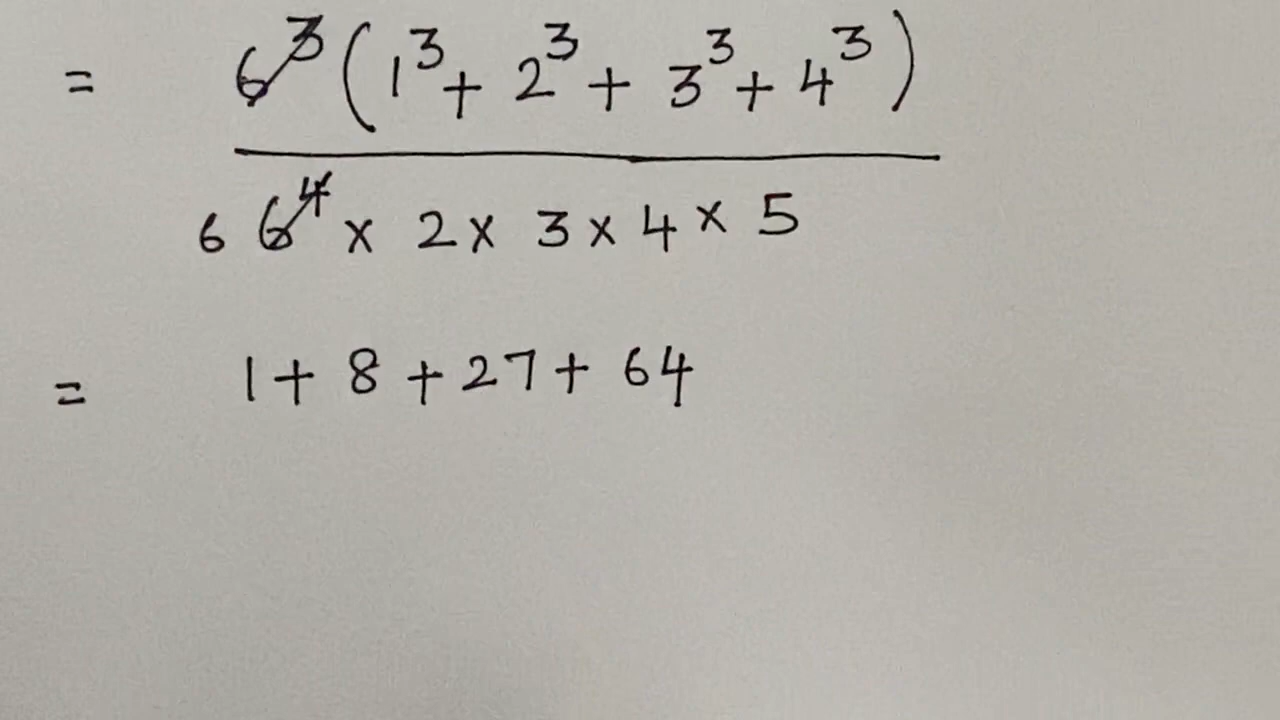 = 6³ (1³ + 2³ + 3³ + 4³)
6 6⁴ × 2 × 3 × 4 × 5
= 1 + 8 + 27 + 64